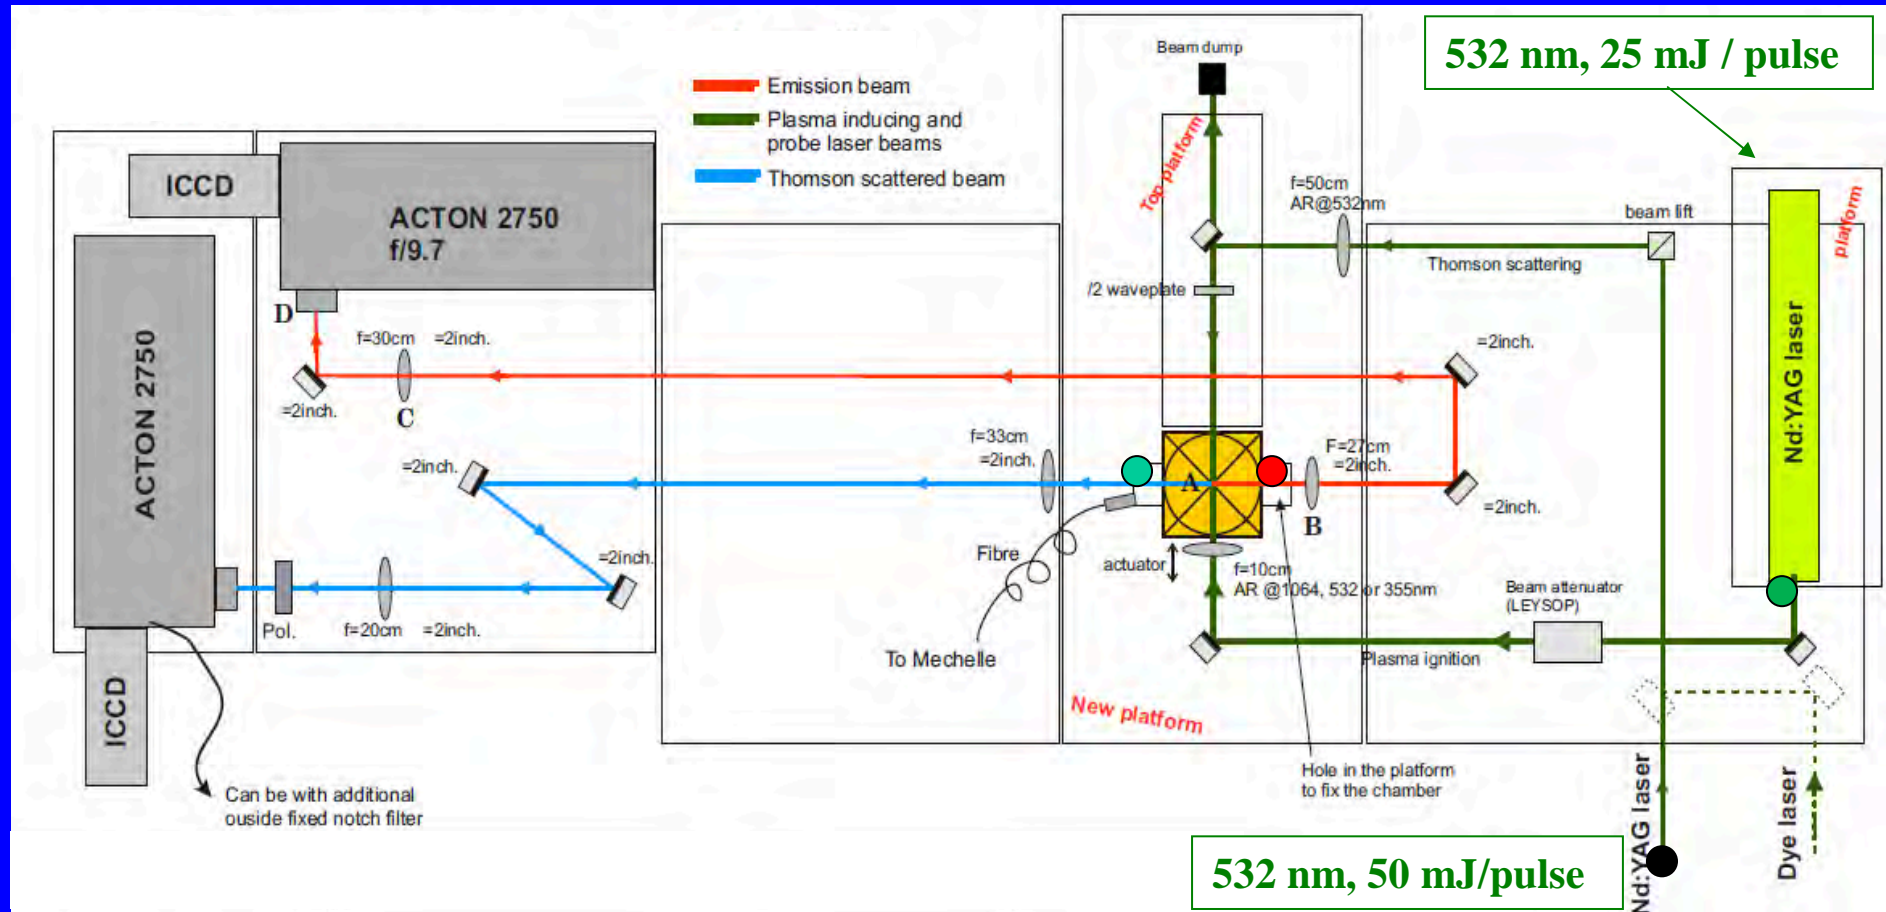 532 nm, 25 mJ / pulse
Beam dump
Emission beam
Plasma inducing and
probe laser beams
Thomson scattered beam
Top platform
platform
ICCD
ACTON 2750
f/9.7
f=50cm
AR@532nm
beam lift
Thomson scattering
/2 waveplate
Nd:YAG laser
D
f=30cm =2inch.
=2inch.
=2inch.
C
ACTON 2750
f=33cm
=2inch.
=2inch.
A
F=27cm
=2inch.
B
=2inch.
Fibre
actuator
f=10cm
AR @1064, 532 or 355nm
=2inch.
Beam attenuator
(LEYSOP)
Pol.
f=20cm =2inch.
To Mechelle
Plasma ignition
New platform
ICCD
Hole in the platform
to fix the chamber
Can be with additional
ouside fixed notch filter
Nd:YAG laser
Dye laser
532 nm, 50 mJ/pulse